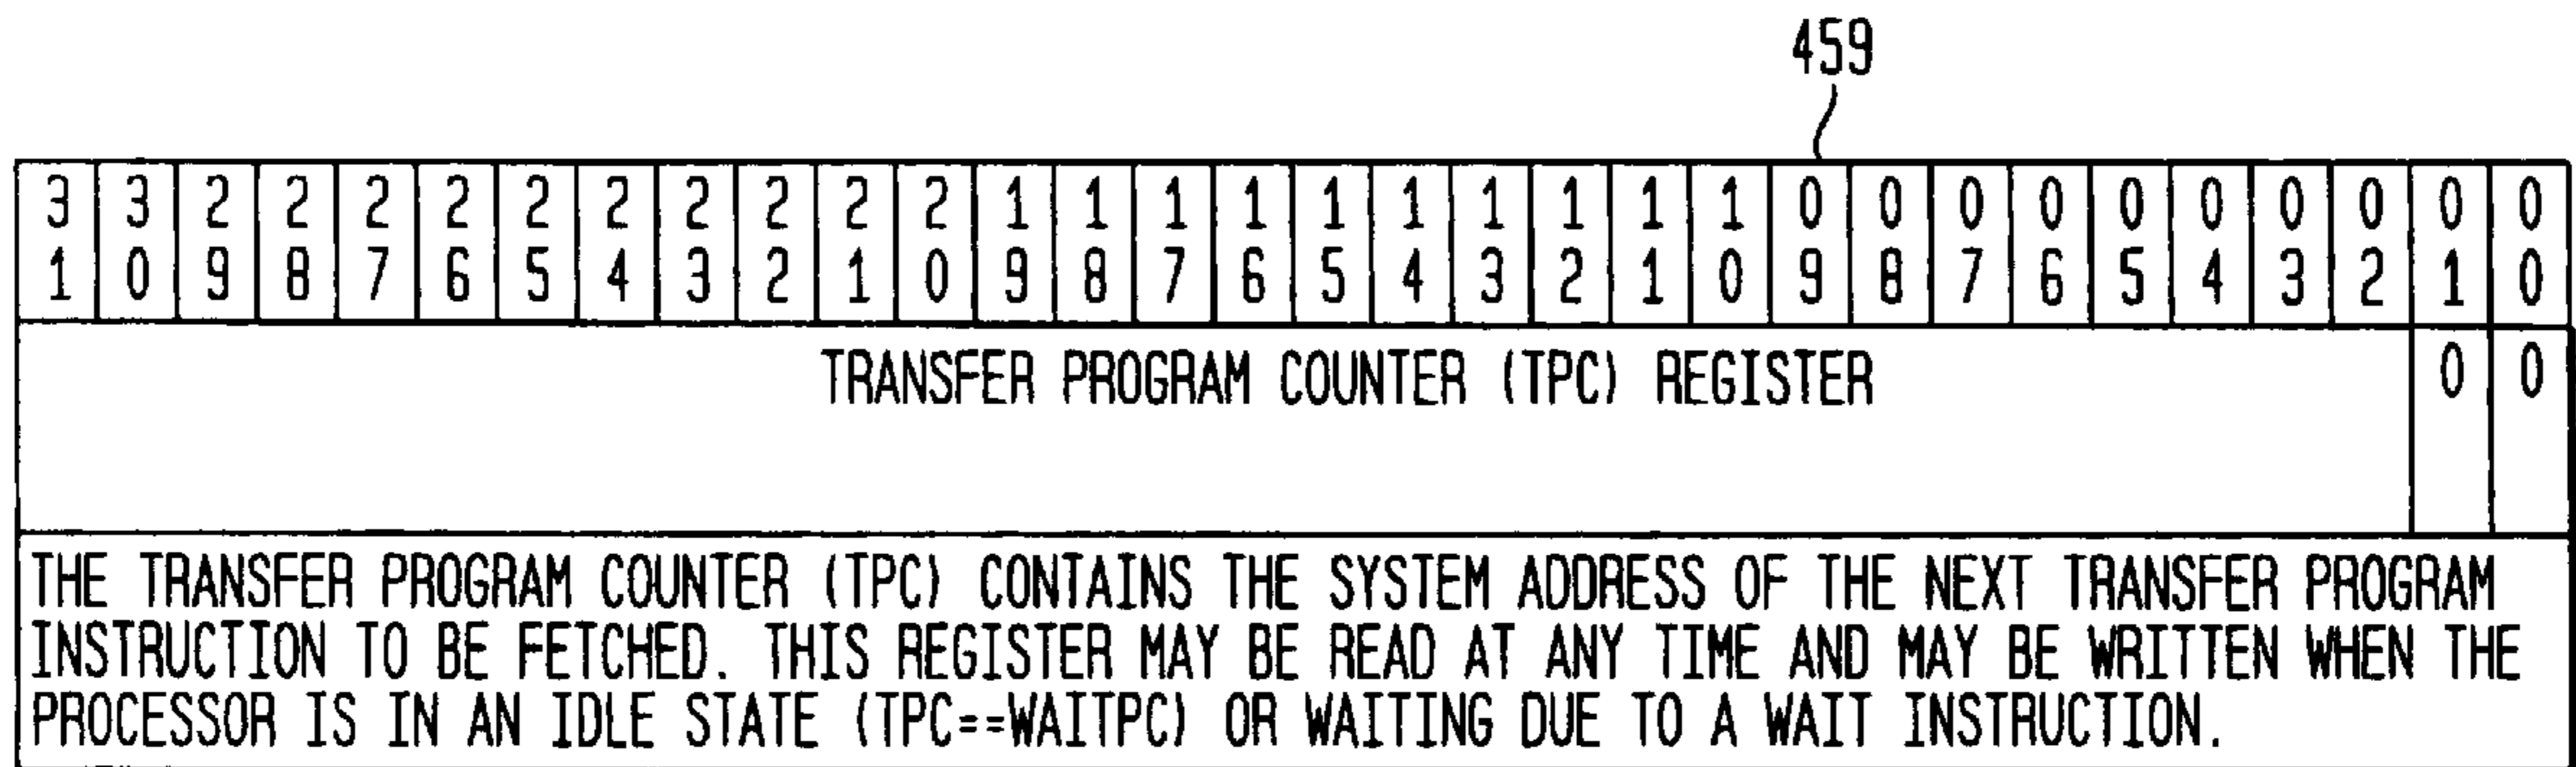 459
3 3 2 2 2 2 2 2 2 2 2 2 1 1 1 1 1 1 1 1 1 1 0 0 0 0 0 0 0 0 0 0
1 0 9 8 7 6 5 4 3 2 1 0 9 8 7 6 5 4 3 2 1 0 9 8 7 6 5 4 3 2 1 0
TRANSFER PROGRAM COUNTER (TPC) REGISTER 0 0
THE TRANSFER PROGRAM COUNTER (TPC) CONTAINS THE SYSTEM ADDRESS OF THE NEXT TRANSFER PROGRAM
INSTRUCTION TO BE FETCHED. THIS REGISTER MAY BE READ AT ANY TIME AND MAY BE WRITTEN WHEN THE
PROCESSOR IS IN AN IDLE STATE (TPC==WAITPC) OR WAITING DUE TO A WAIT INSTRUCTION.